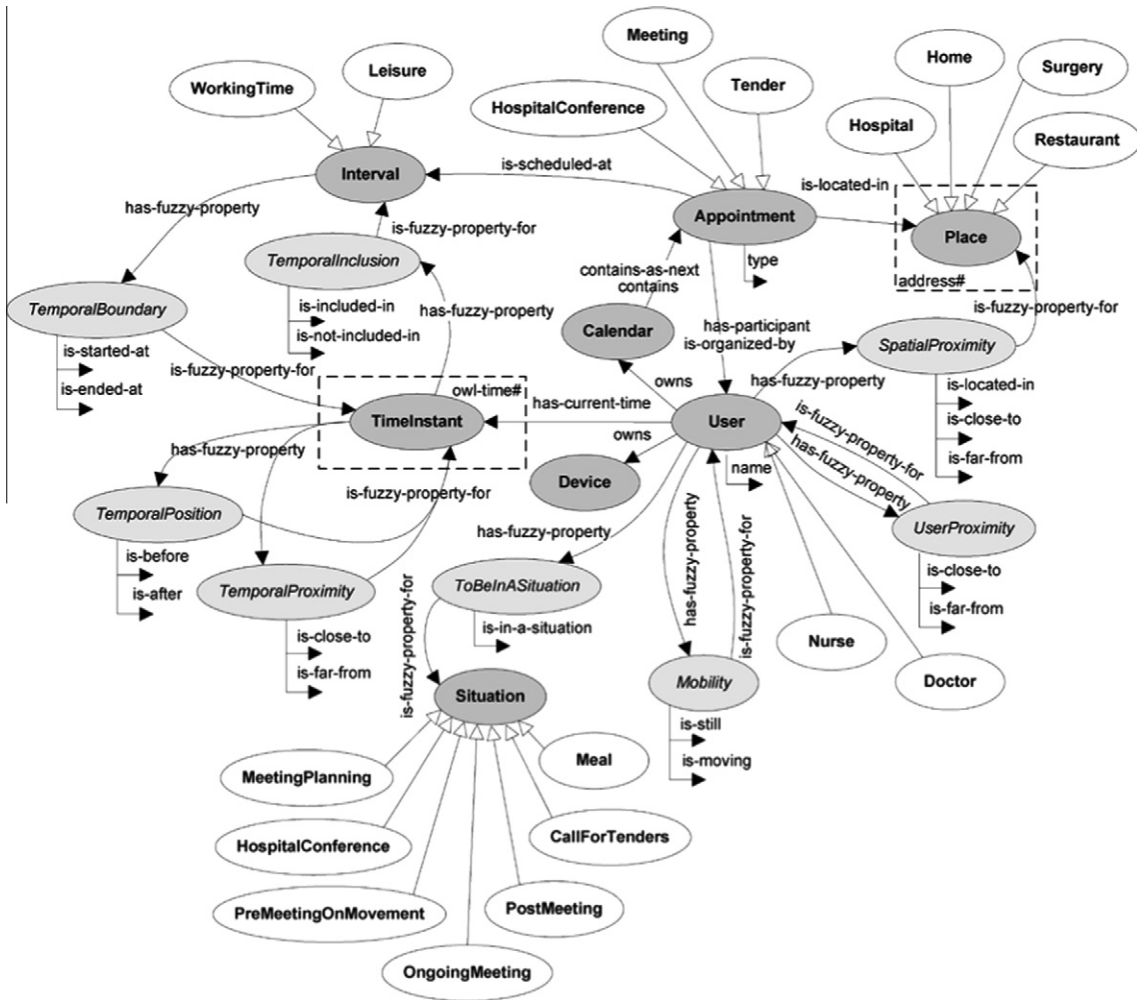 Meeting
Leisure
Home
WorkingTime
Tender
Surgery
HospitalConference
Hospital
Restaurant
Interval
is-scheduled-at
is-located-in
has-fuzzy-property
Appointment
is-fuzzy-property-for
Place
TemporalInclusion
type
contains-as-next
contains
address#
TemporalBoundary
is-included-in
has-fuzzy-property
is-fuzzy-property-for
is-not-included-in
Calendar
has-participant
is-organized-by
SpatialProximity
is-started-at
is-fuzzy-property-for
is-ended-at
owl-time#
owns
has-fuzzy-property
is-located-in
TimeInstant
has-current-time
User
is-close-to
has-fuzzy-property
owns
is-fuzzy-property-for
has-fuzzy-property
is-far-from
name
Device
is-fuzzy-property-for
TemporalPosition
has-fuzzy-property
UserProximity
is-before
is-close-to
TemporalProximity
ToBeInASituation
has-fuzzy-property
is-fuzzy-property-for
is-after
is-far-from
is-in-a-situation
is-close-to
Nurse
is-fuzzy-property-for
is-far-from
Mobility
Doctor
Situation
is-still
Meal
is-moving
MeetingPlanning
CallForTenders
HospitalConference
PreMeetingOnMovement
PostMeeting
OngoingMeeting